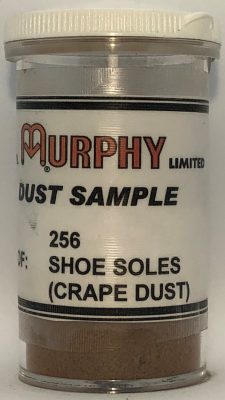 MURPHY LIMITED
DUST SAMPLE
256
OF: SHOE SOLES
(CRAPE DUST)